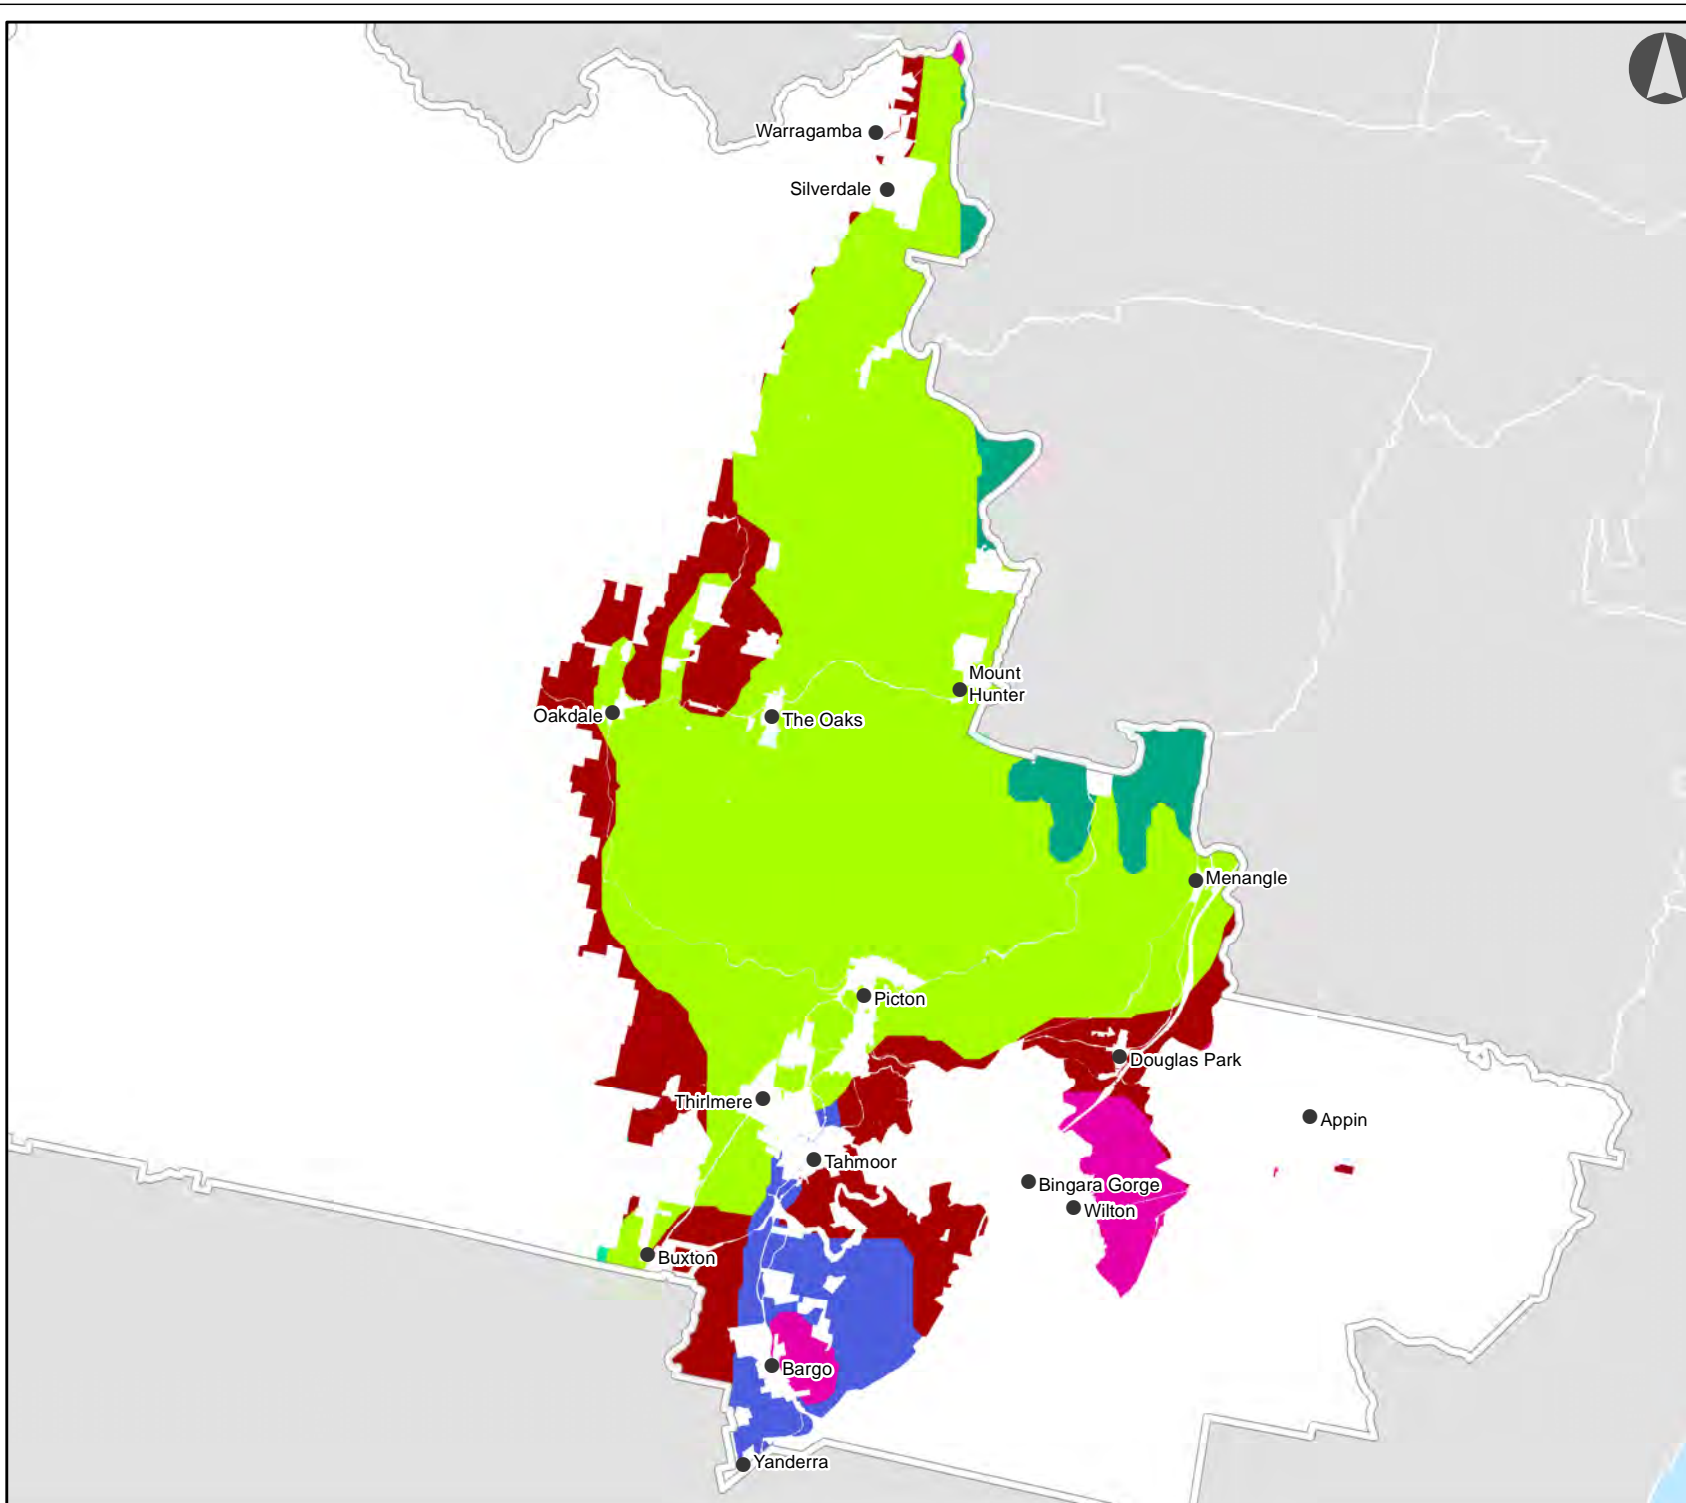 Warragamba
Silverdale
Mount
Hunter
Oakdale
The Oaks
Menangle
Picton
Douglas Park
Thirlmere
Appin
Tahmoor
Bingara Gorge
Wilton
Buxton
Bargo
Yanderra